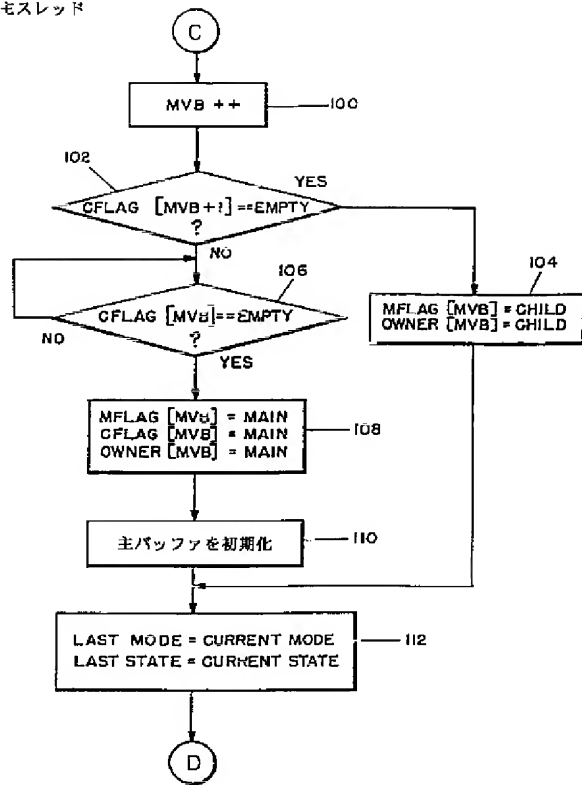 モスレッド
C
MVB ++
100
102
CFLAG [MVB+1]==EMPTY
?
YES
NO
104
MFLAG [MVB] = CHILD
OWNER [MVB] = CHILD
106
CFLAG [MVB]==EMPTY
?
NO
YES
MFLAG [MVB] = MAIN
CFLAG [MVB] = MAIN
OWNER [MVB] = MAIN
108
主バッファを初期化
110
LAST MODE = CURRENT MODE
LAST STATE = CURRENT STATE
112
D